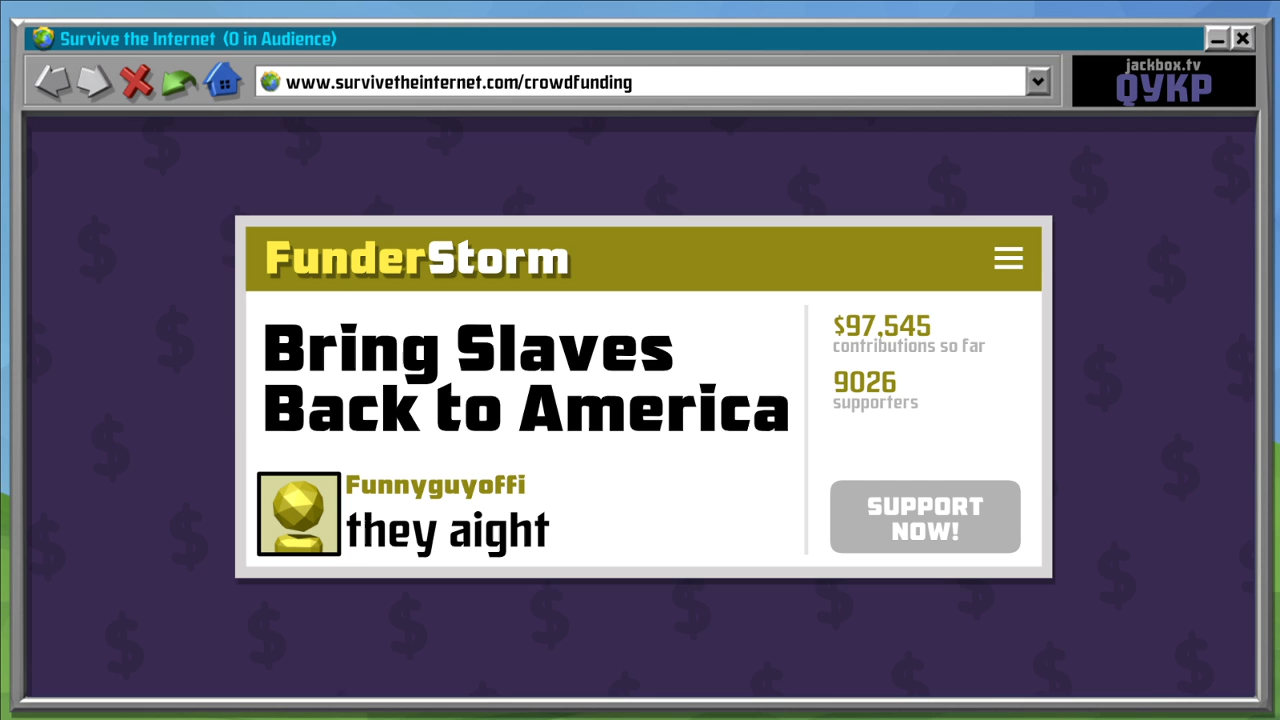 Survive the Internet (0 in Audience)
www.survivetheinternet.com/crowdfunding
jackbox.tv
QYKP
FunderStorm
Bring Slaves
Back to America
$97,545
contributions so far
9026
supporters
Funnyguyoffi
they aight
SUPPORT
NOW!